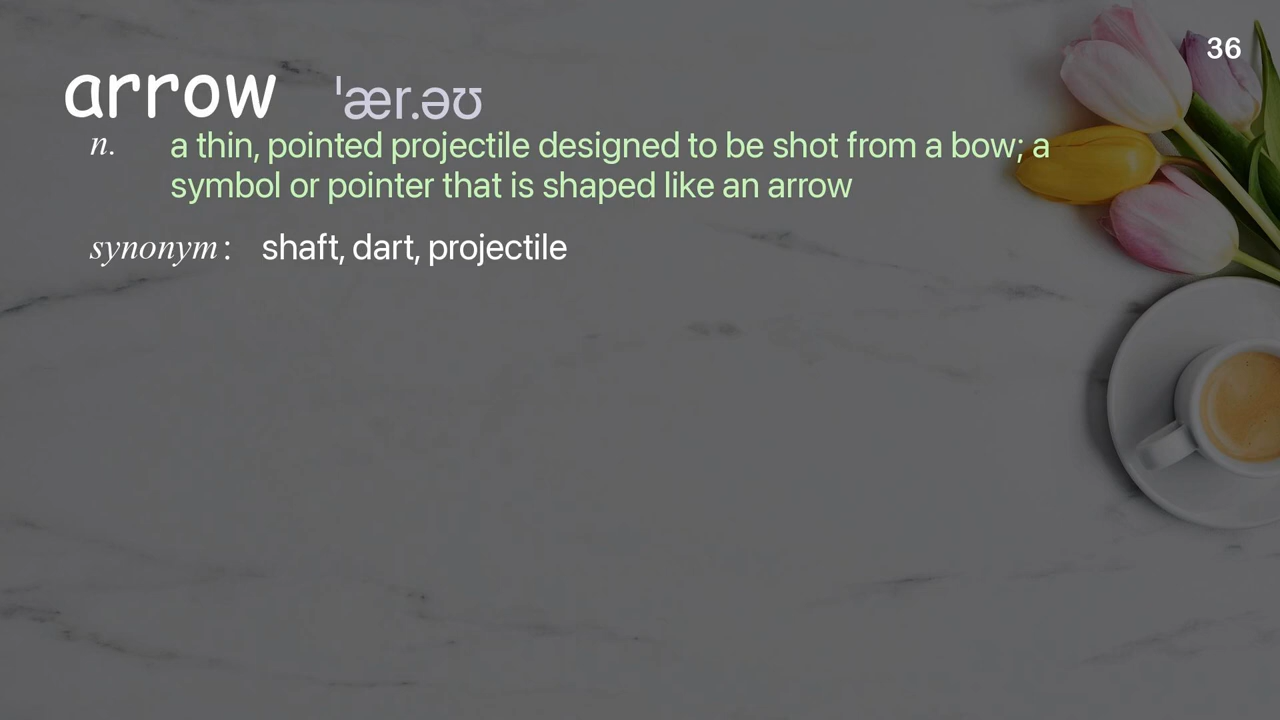 36
arrow ˈær.əʊ
n. a thin, pointed projectile designed to be shot from a bow; a
symbol or pointer that is shaped like an arrow
synonym: shaft, dart, projectile